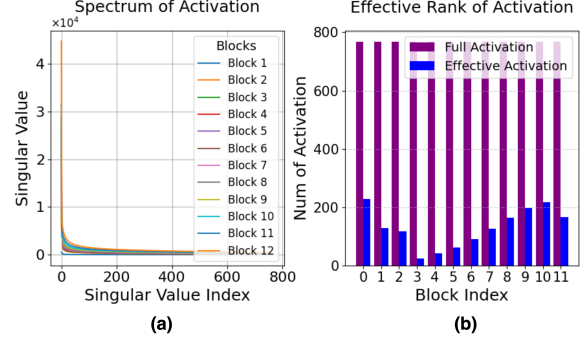 Spectrum of Activation
×10⁴
Singular Value
4
3
2
1
0
Blocks
Block 1
Block 2
Block 3
Block 4
Block 5
Block 6
Block 7
Block 8
Block 9
Block 10
Block 11
Block 12
0 200 400 600 800
Singular Value Index
(a)
Effective Rank of Activation
Num of Activation
800
600
400
200
0
Full Activation
Effective Activation
0 1 2 3 4 5 6 7 8 9 10 11
Block Index
(b)